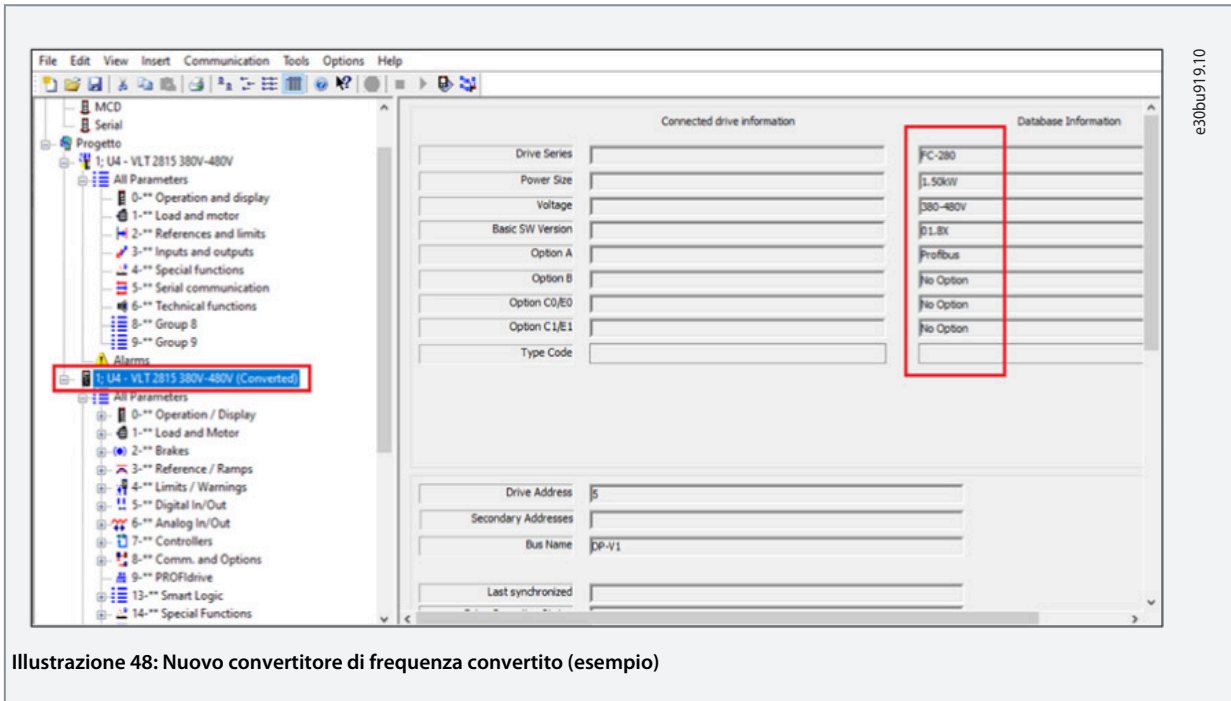 File Edit View Insert Communication Tools Options Help
MCD
Serial
Progetto
1; U4 - VLT 2815 380V-480V
All Parameters
0-** Operation and display
1-** Load and motor
2-** References and limits
3-** Inputs and outputs
4-** Special functions
5-** Serial communication
6-** Technical functions
8-** Group 8
9-** Group 9
Alarms
1; U4 - VLT 2815 380V-480V (Converted)
All Parameters
0-** Operation / Display
1-** Load and Motor
2-** Brakes
3-** Reference / Ramps
4-** Limits / Warnings
5-** Digital In/Out
6-** Analog In/Out
7-** Controllers
8-** Comm. and Options
9-** PROFIdrive
13-** Smart Logic
14-** Special Functions
Connected drive information Database Information
Drive Series FC-280
Power Size 1.50kW
Voltage 380-480V
Basic SW Version 01.8X
Option A Profibus
Option B No Option
Option C0/E0 No Option
Option C1/E1 No Option
Type Code
Drive Address 5
Secondary Addresses
Bus Name DP-V1
Last synchronized
e30bu919.10
Illustrazione 48: Nuovo convertitore di frequenza convertito (esempio)